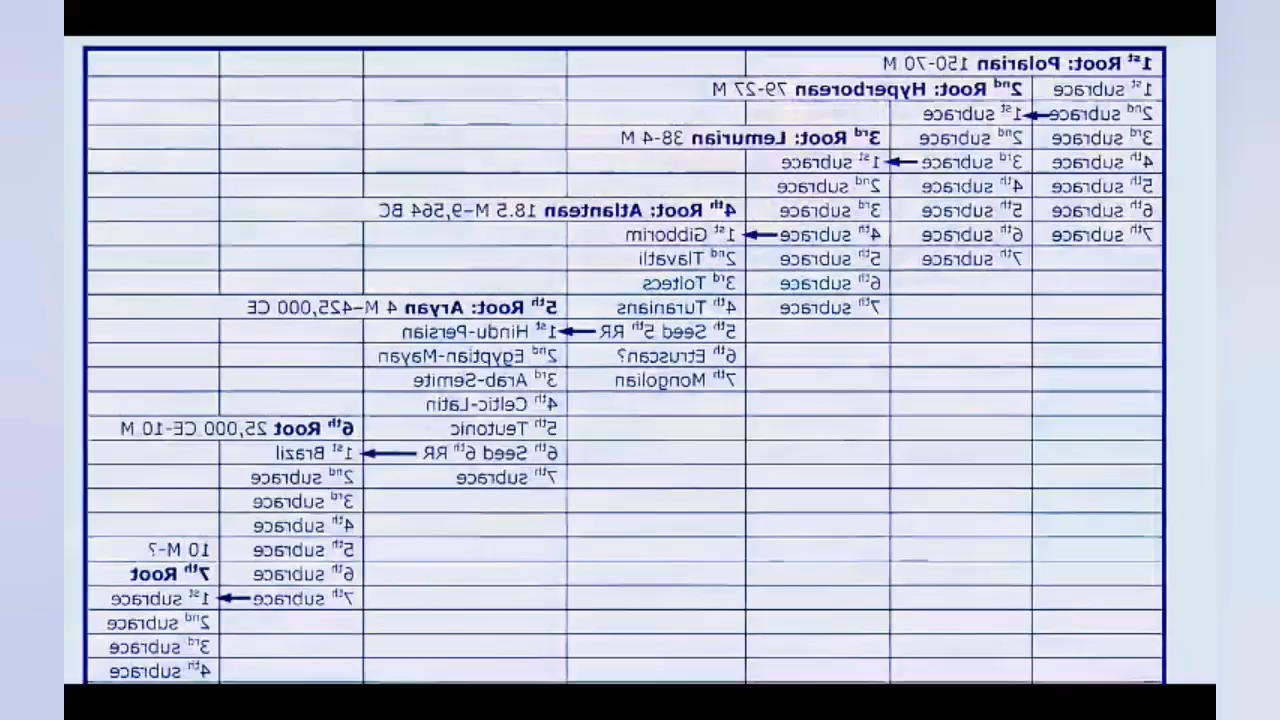 1st Root: Polarian 150-70 M
1st subrace 2nd Root: Hyperborean 79-27 M
2nd subrace 1st subrace
3rd subrace 2nd subrace 3rd Root: Lemurian 38-4 M
4th subrace 3rd subrace 1st subrace
5th subrace 4th subrace 2nd subrace
6th subrace 5th subrace 3rd subrace 4th Root: Atlantean 18.5 M–9,564 BC
7th subrace 6th subrace 4th subrace 1st Gibborim
7th subrace 5th subrace 2nd Tlavatli
6th subrace 3rd Toltecs
7th subrace 4th Turanians 5th Root: Aryan 4 M–425,000 CE
5th Seed 5th RR 1st Hindu-Persian
6th Etruscan? 2nd Egyptian-Mayan
7th Mongolian 3rd Arab-Semite
4th Celtic-Latin
5th Teutonic 6th Root 25,000 CE-10 M
6th Seed 6th RR 1st Brazil
7th subrace 2nd subrace
3rd subrace
4th subrace
5th subrace 10 M-?
6th subrace 7th Root
7th subrace 1st subrace
2nd subrace
3rd subrace
4th subrace